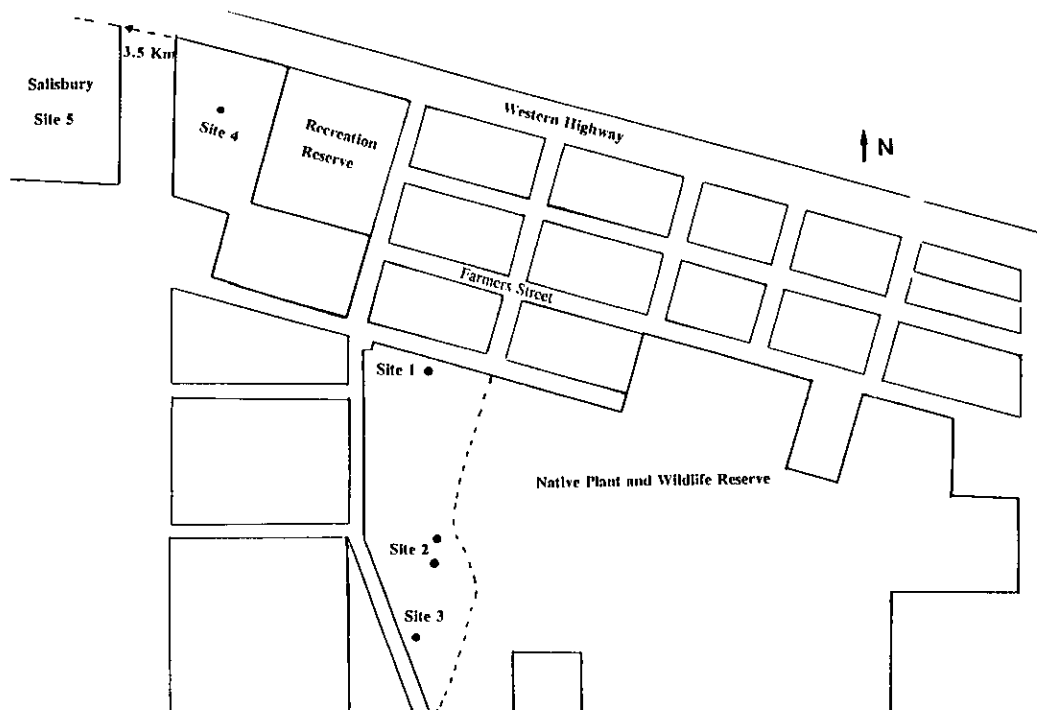 3.5 Km
Salisbury
Site 5
Site 4
Recreation
Reserve
Western Highway
N
Farmers Street
Site 1
Native Plant and Wildlife Reserve
Site 2
Site 3